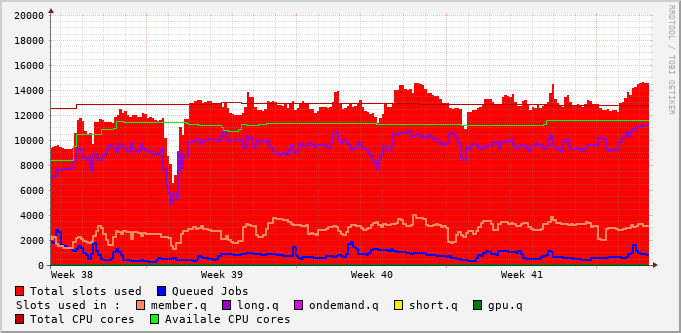 20000
18000
16000
14000
12000
10000
8000
6000
4000
2000
0
Week 38 Week 39 Week 40 Week 41
RRDTOOL / TOBI OETIKER
Total slots used Queued Jobs
Slots used in : member.q long.q ondemand.q short.q gpu.q
Total CPU cores Availale CPU cores